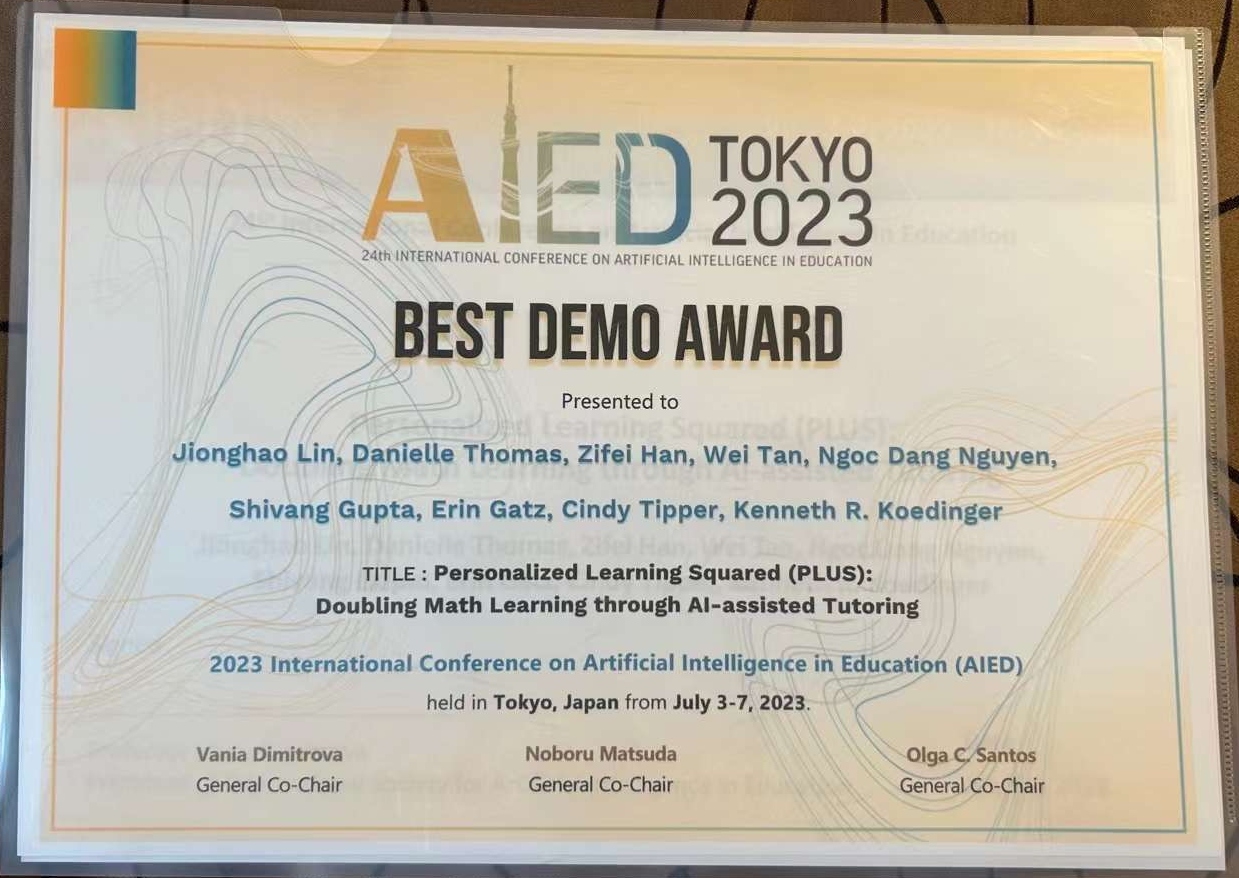 AIED TOKYO
2023
24th INTERNATIONAL CONFERENCE ON ARTIFICIAL INTELLIGENCE IN EDUCATION
BEST DEMO AWARD
Presented to
Jionghao Lin, Danielle Thomas, Zifei Han, Wei Tan, Ngoc Dang Nguyen,
Shivang Gupta, Erin Gatz, Cindy Tipper, Kenneth R. Koedinger
TITLE : Personalized Learning Squared (PLUS):
Doubling Math Learning through AI-assisted Tutoring
2023 International Conference on Artificial Intelligence in Education (AIED)
held in Tokyo, Japan from July 3-7, 2023.
Vania Dimitrova Noboru Matsuda Olga C. Santos
General Co-Chair General Co-Chair General Co-Chair